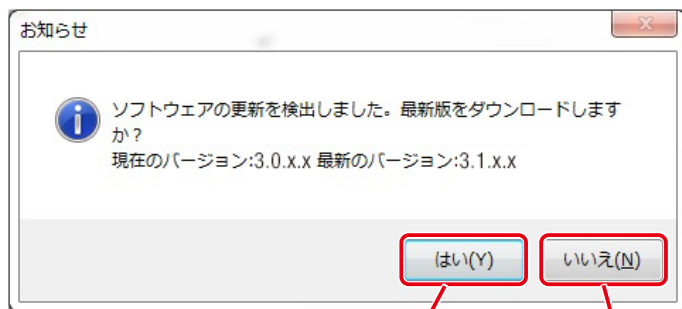 お知らせ
ソフトウェアの更新を検出しました。最新版をダウンロードします
か？
現在のバージョン:3.0.x.x 最新のバージョン:3.1.x.x
はい(Y)
いいえ(N)